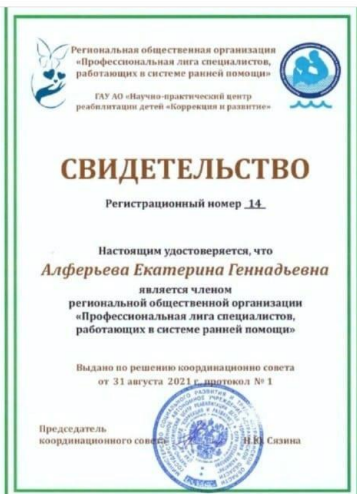 Региональная общественная организация
«Профессиональная лига специалистов,
работающих в системе ранней помощи»
ГАУ АО «Научно-практический центр
реабилитации детей «Коррекция и развитие»
СВИДЕТЕЛЬСТВО
Регистрационный номер 14
Настоящим удостоверяется, что
Алферьева Екатерина Геннадьевна
является членом
региональной общественной организации
«Профессиональная лига специалистов,
работающих в системе ранней помощи»
Выдано по решению координационно совета
от 31 августа 2021 г. протокол № 1
Председатель
координационного совета Н.Ю. Сязина